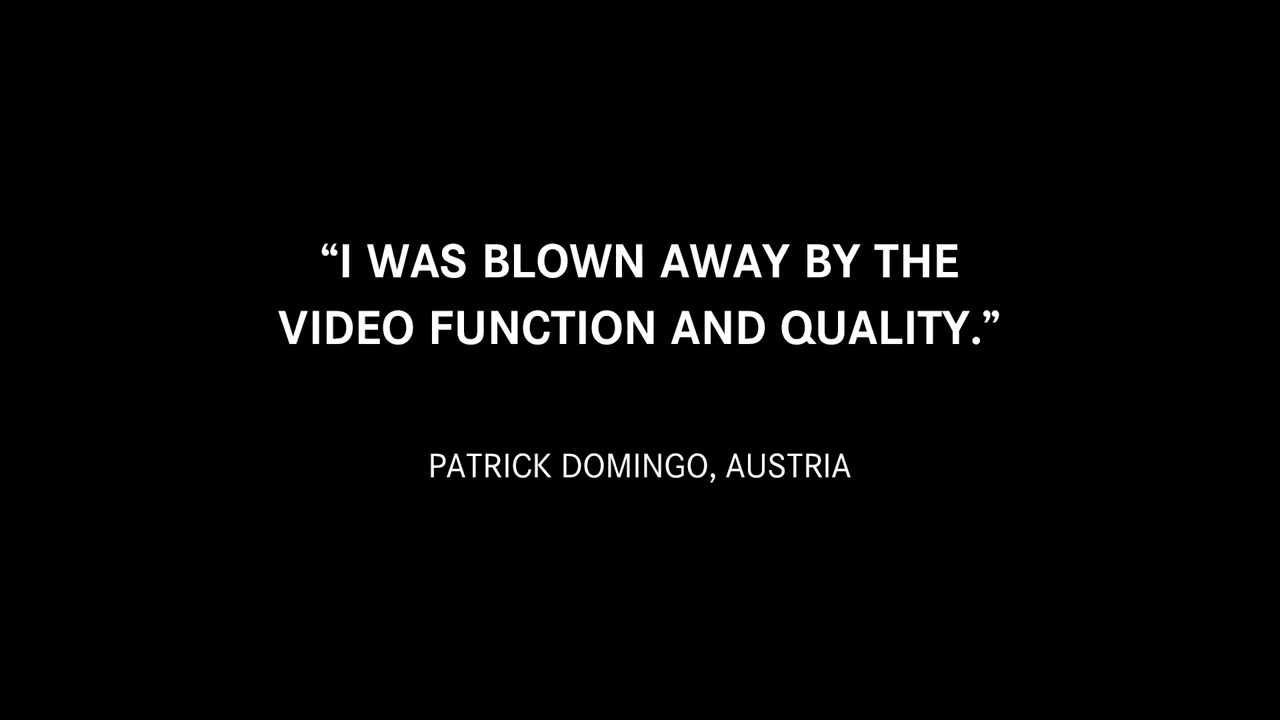 “I WAS BLOWN AWAY BY THE
VIDEO FUNCTION AND QUALITY.”
PATRICK DOMINGO, AUSTRIA